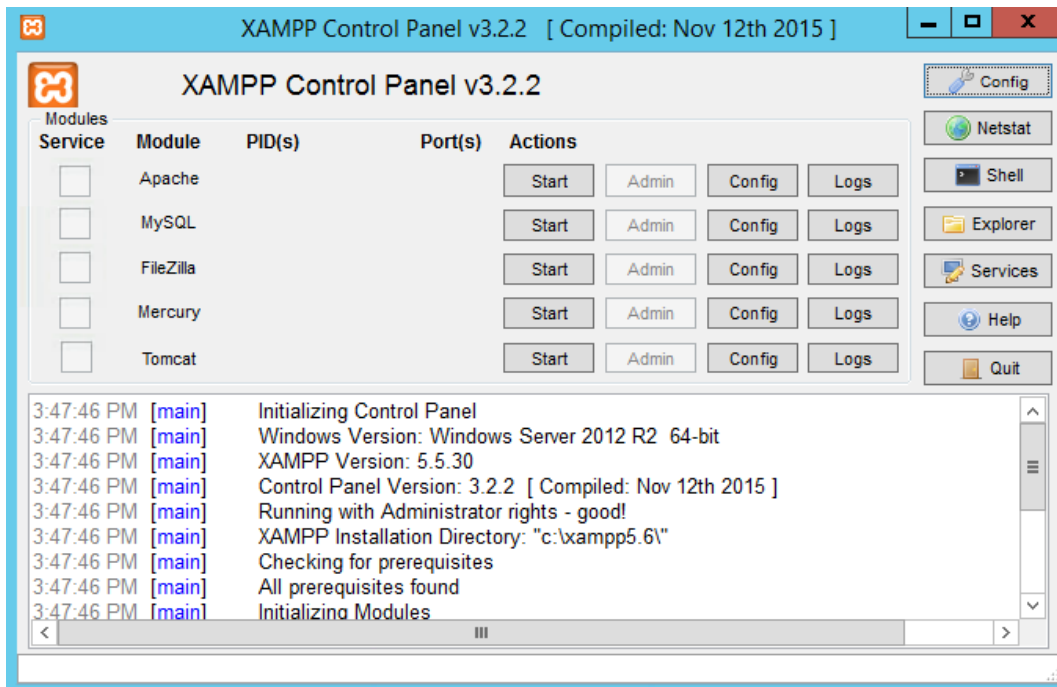 XAMPP Control Panel v3.2.2 [ Compiled: Nov 12th 2015 ]
XAMPP Control Panel v3.2.2
Config
Modules
Service Module PID(s) Port(s) Actions
Netstat
Apache Start Admin Config Logs
Shell
MySQL Start Admin Config Logs
Explorer
FileZilla Start Admin Config Logs
Services
Mercury Start Admin Config Logs
Help
Tomcat Start Admin Config Logs
Quit
3:47:46 PM [main] Initializing Control Panel
3:47:46 PM [main] Windows Version: Windows Server 2012 R2 64-bit
3:47:46 PM [main] XAMPP Version: 5.5.30
3:47:46 PM [main] Control Panel Version: 3.2.2 [ Compiled: Nov 12th 2015 ]
3:47:46 PM [main] Running with Administrator rights - good!
3:47:46 PM [main] XAMPP Installation Directory: "c:\xampp5.6\"
3:47:46 PM [main] Checking for prerequisites
3:47:46 PM [main] All prerequisites found
3:47:46 PM [main] Initializing Modules